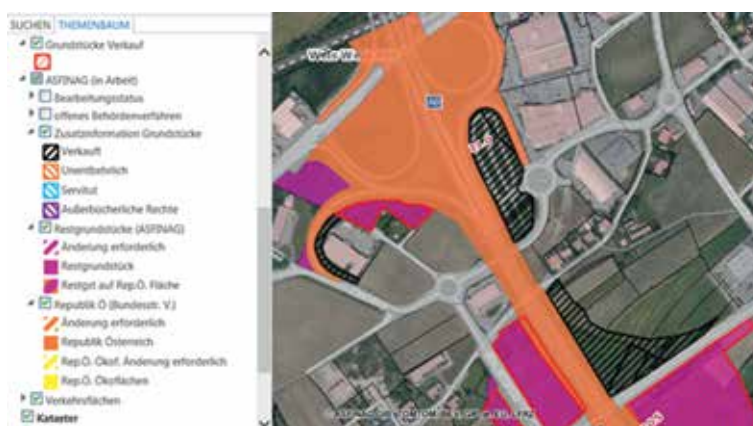 SUCHEN THEMENBAUM
Grundstücke Verkauf
ASFINAG (in Arbeit)
Bearbeitungsstatus
offenes Behördenverfahren
Zusatzinformation Grundstücke
Verkauft
Unentbehrlich
Servitut
Außerbücherliche Rechte
Restgrundstücke (ASFINAG)
Änderung erforderlich
Restgrundstück
Restgst auf Rep.Ö. Fläche
Republik Ö (Bundesstr. V.)
Änderung erforderlich
Republik Österreich
Rep.Ö. Ökof. Änderung erforderlich
Rep.Ö. Ökoflächen
Verkehrsflächen
Kataster